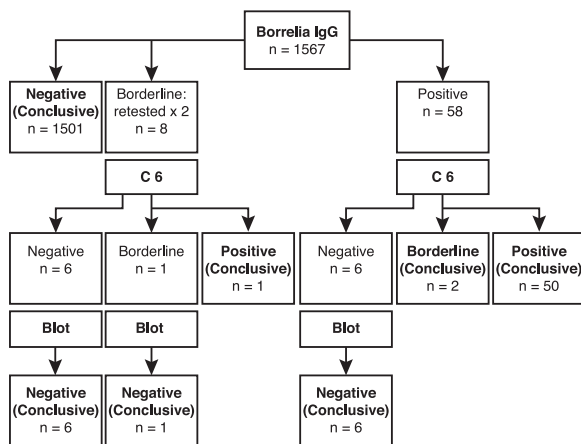 Borrelia IgG
n = 1567
Negative
(Conclusive)
n = 1501
Borderline:
retested x 2
n = 8
Positive
n = 58
C 6
C 6
Negative
n = 6
Borderline
n = 1
Positive
(Conclusive)
n = 1
Negative
n = 6
Borderline
(Conclusive)
n = 2
Positive
(Conclusive)
n = 50
Blot
Blot
Blot
Negative
(Conclusive)
n = 6
Negative
(Conclusive)
n = 1
Negative
(Conclusive)
n = 6